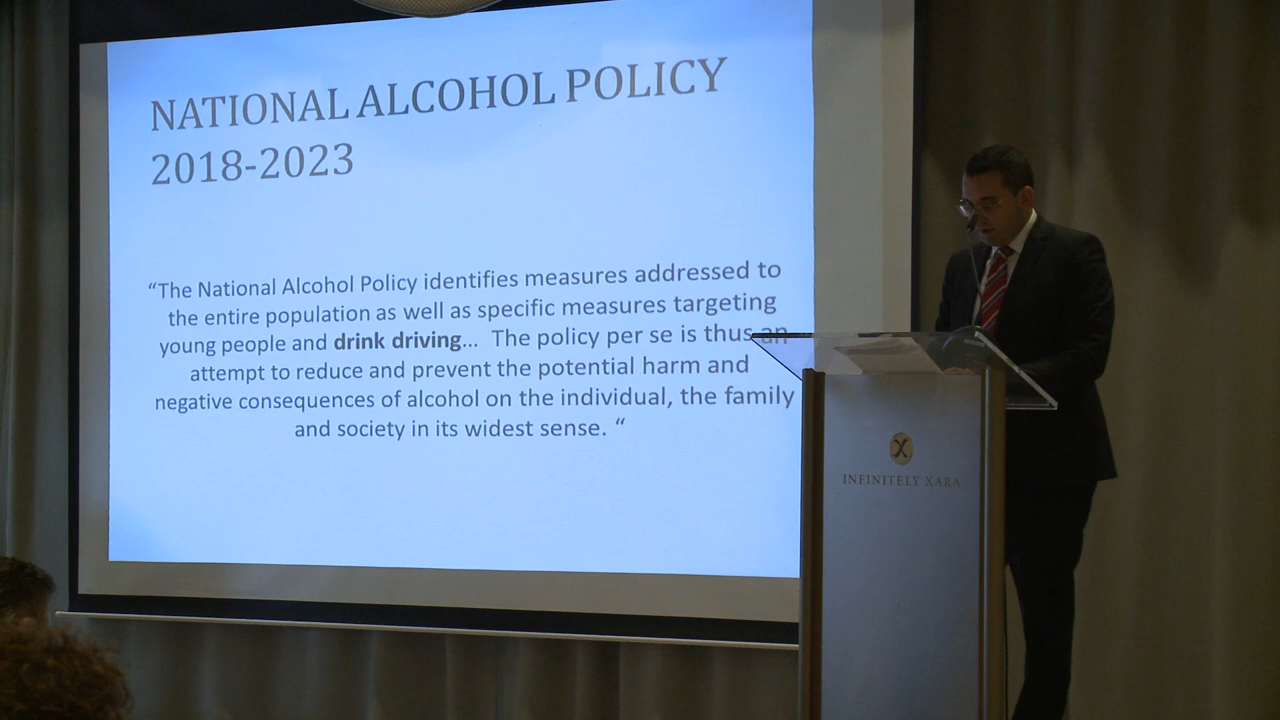 NATIONAL ALCOHOL POLICY
2018-2023
“The National Alcohol Policy identifies measures addressed to
the entire population as well as specific measures targeting
young people and drink driving... The policy per se is thus an
attempt to reduce and prevent the potential harm and
negative consequences of alcohol on the individual, the family
and society in its widest sense. “
X
INFINITELY XARA